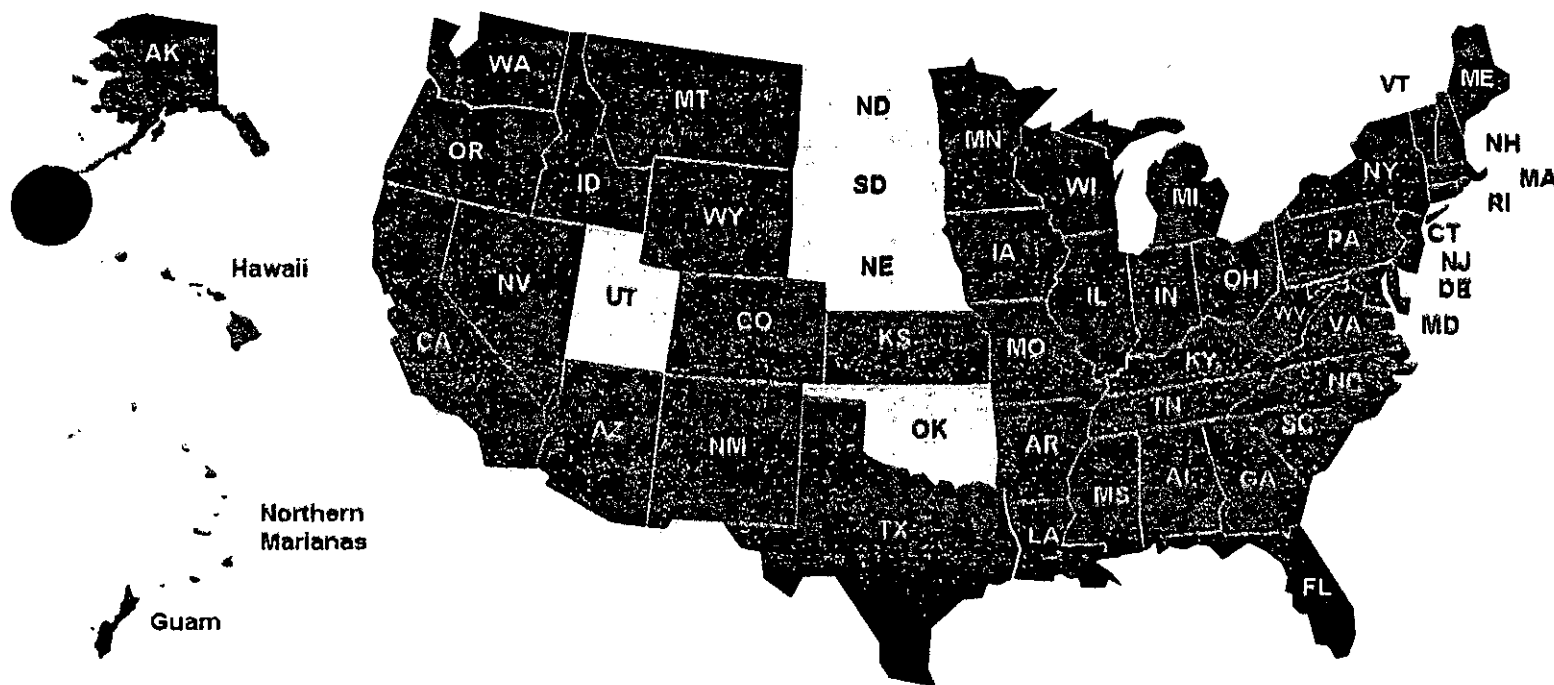 AK
WA
MT
ND
MN
VT
ME
OR
ID
SD
WI
MI
NY
NH
MA
RI
WY
IA
PA
CT
Hawaii
NV
UT
NE
IL
IN
OH
NJ
DE
CA
CO
KS
MO
KY
WV
VA
MD
AZ
NM
OK
AR
TN
NC
SC
MS
AL
GA
Northern
Marianas
TX
LA
FL
Guam